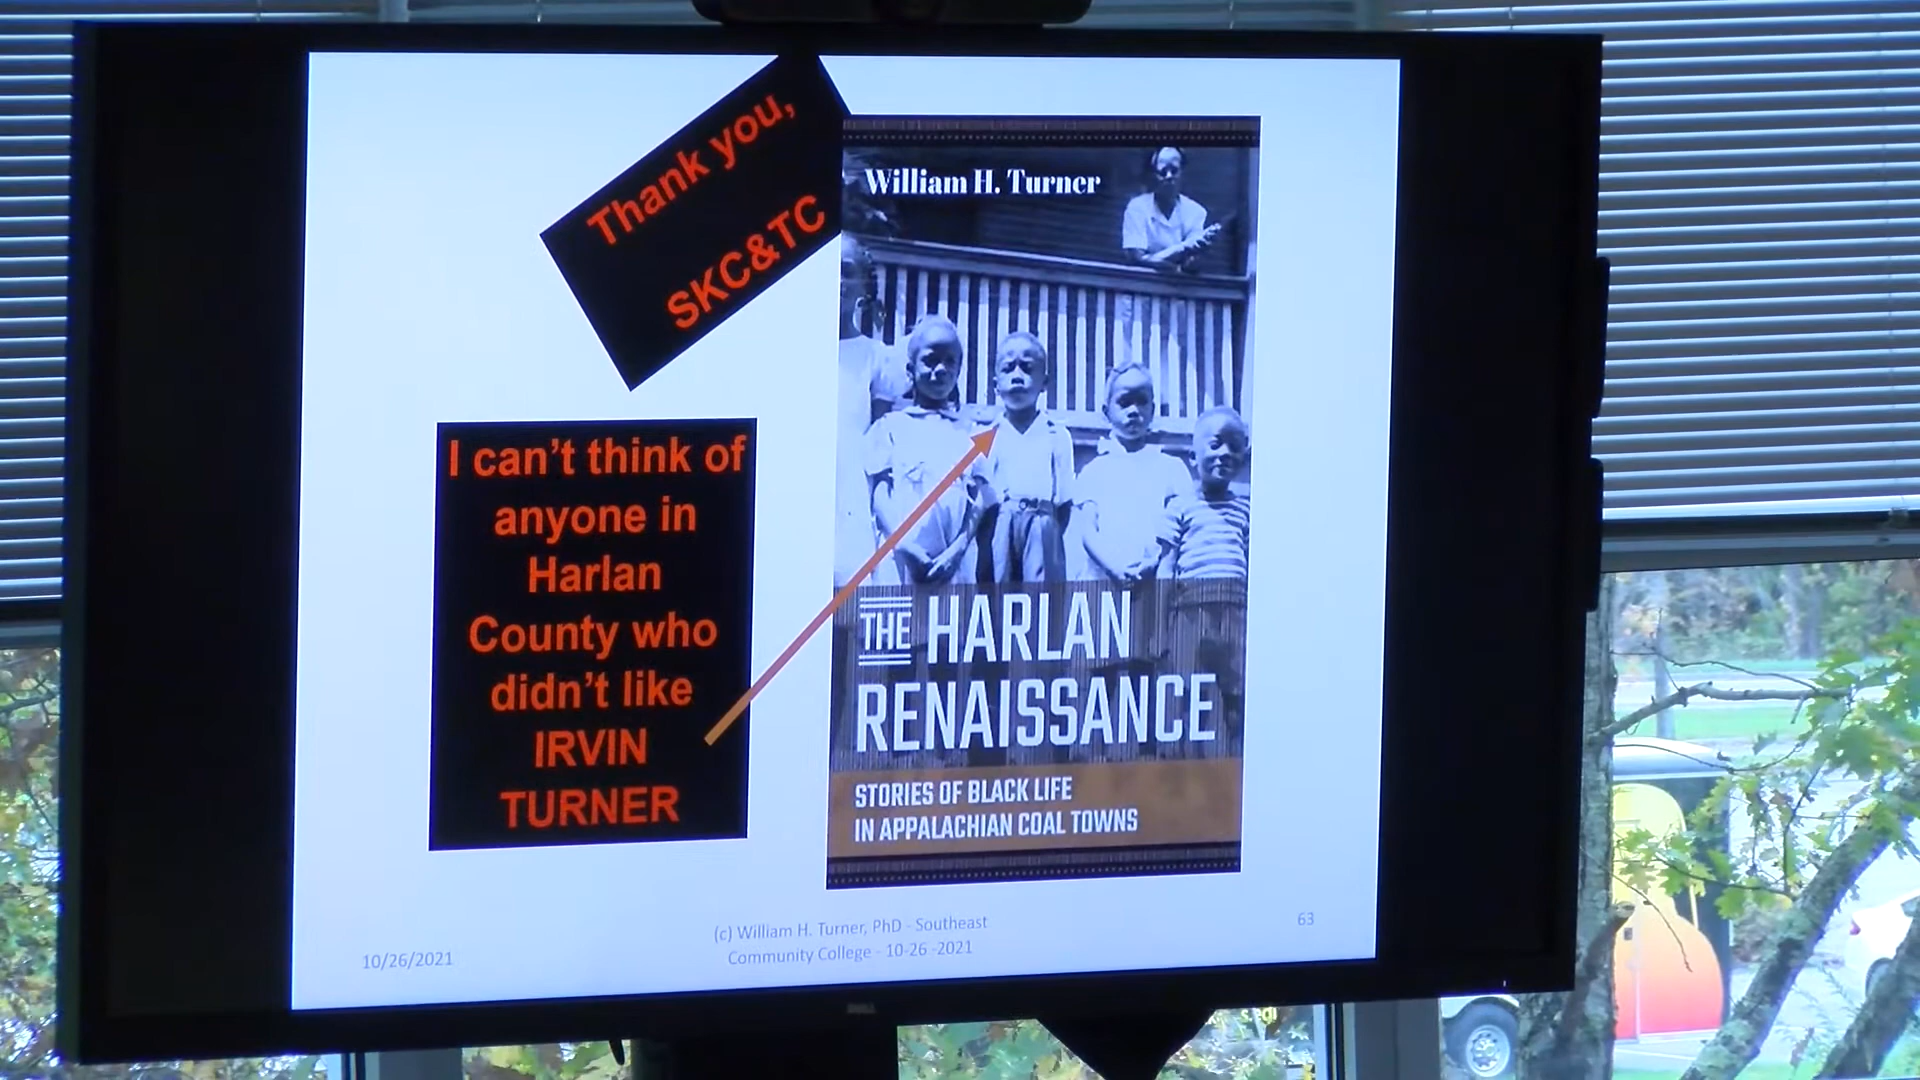 Thank you,
SKC&TC
William H. Turner
I can't think of
anyone in
Harlan
County who
didn't like
IRVIN
TURNER
THE HARLAN
RENAISSANCE
STORIES OF BLACK LIFE
IN APPALACHIAN COAL TOWNS
10/26/2021
(c) William H. Turner, PhD - Southeast
Community College - 10-26 -2021
63
DELL